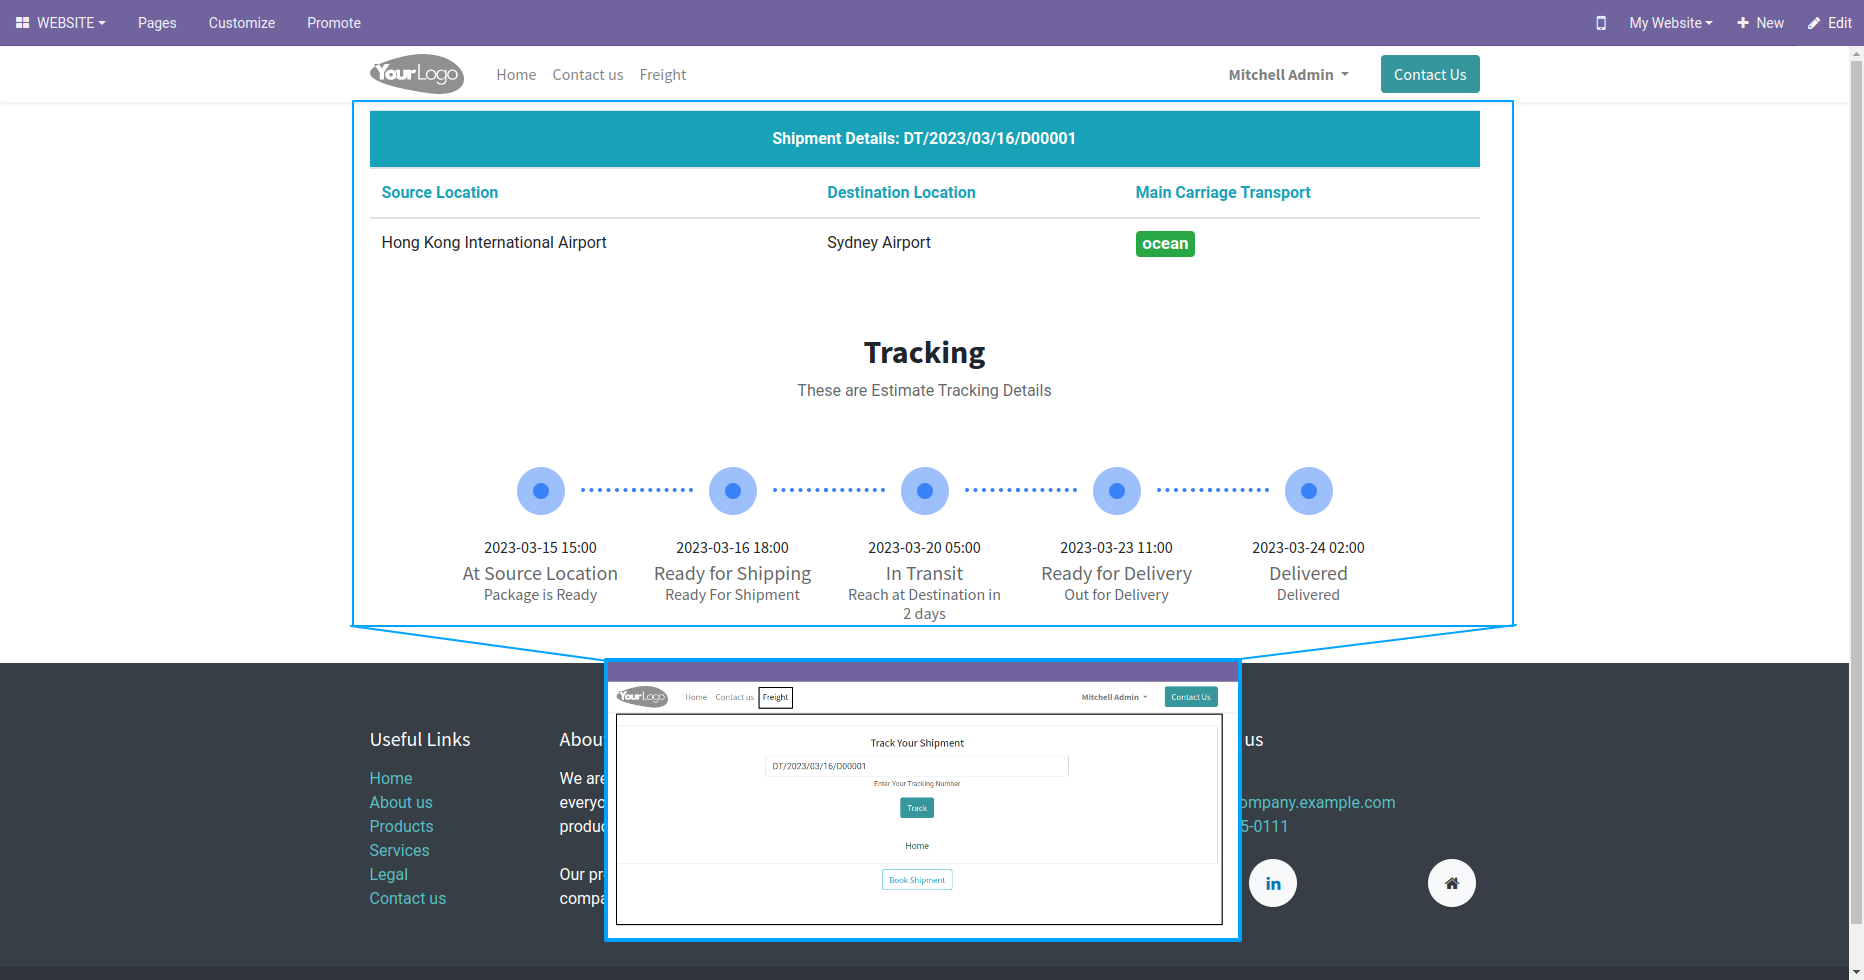 WEBSITE Pages Customize Promote My Website New Edit
YourLogo Home Contact us Freight Mitchell Admin Contact Us
Shipment Details: DT/2023/03/16/D00001
Source Location Destination Location Main Carriage Transport
Hong Kong International Airport Sydney Airport ocean
Tracking
These are Estimate Tracking Details
2023-03-15 15:00 2023-03-16 18:00 2023-03-20 05:00 2023-03-23 11:00 2023-03-24 02:00
At Source Location Ready for Shipping In Transit Ready for Delivery Delivered
Package is Ready Ready For Shipment Reach at Destination in Out for Delivery Delivered
2 days
YourLogo Home Contact us Freight Mitchell Admin Contact Us
Track Your Shipment
DT/2023/03/16/D00001
Enter Your Tracking Number
Track
Home
Book Shipment
Useful Links
Home
About us
Products
Services
Legal
Contact us
Abou
We are
everyo
produc
Our pr
compa
us
ompany.example.com
5-0111
in